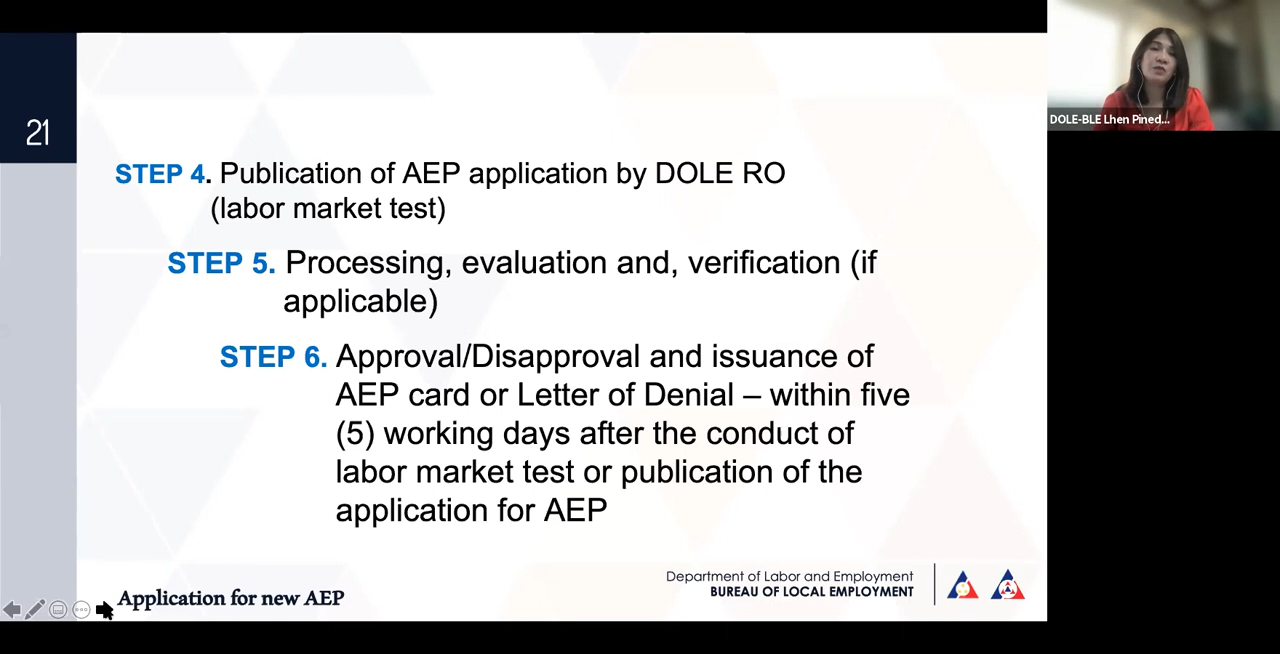 21
STEP 4. Publication of AEP application by DOLE RO
(labor market test)
STEP 5. Processing, evaluation and, verification (if
applicable)
STEP 6. Approval/Disapproval and issuance of
AEP card or Letter of Denial – within five
(5) working days after the conduct of
labor market test or publication of the
application for AEP
Application for new AEP
Department of Labor and Employment
BUREAU OF LOCAL EMPLOYMENT
DOLE-BLE Lhen Pined...